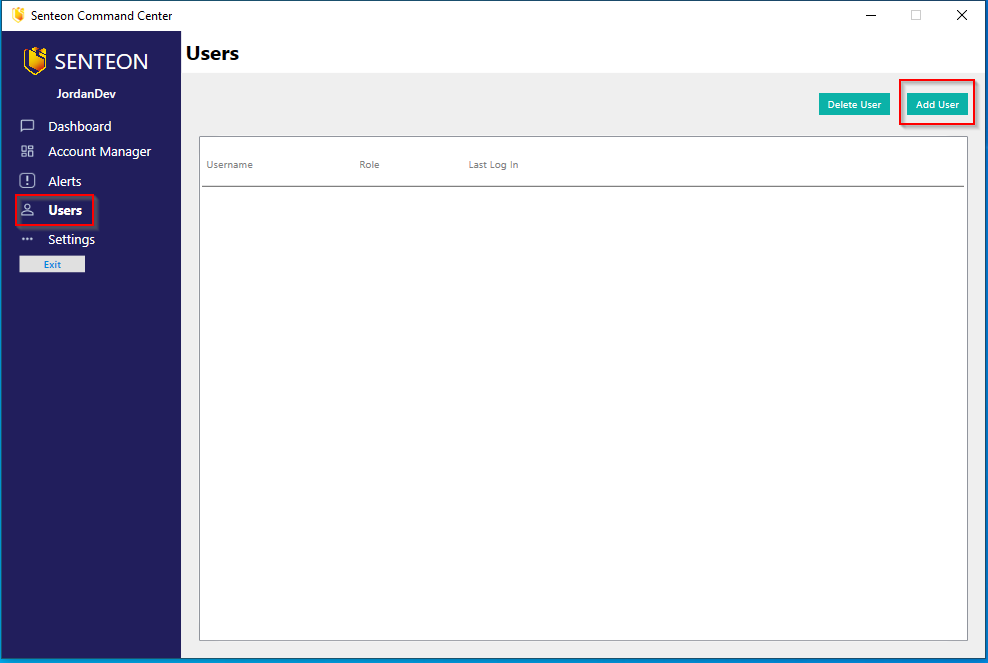 Senteon Command Center
SENTEON
JordanDev
Dashboard
Account Manager
Alerts
Users
Settings
Exit
Users
Delete User
Add User
Username Role Last Log In